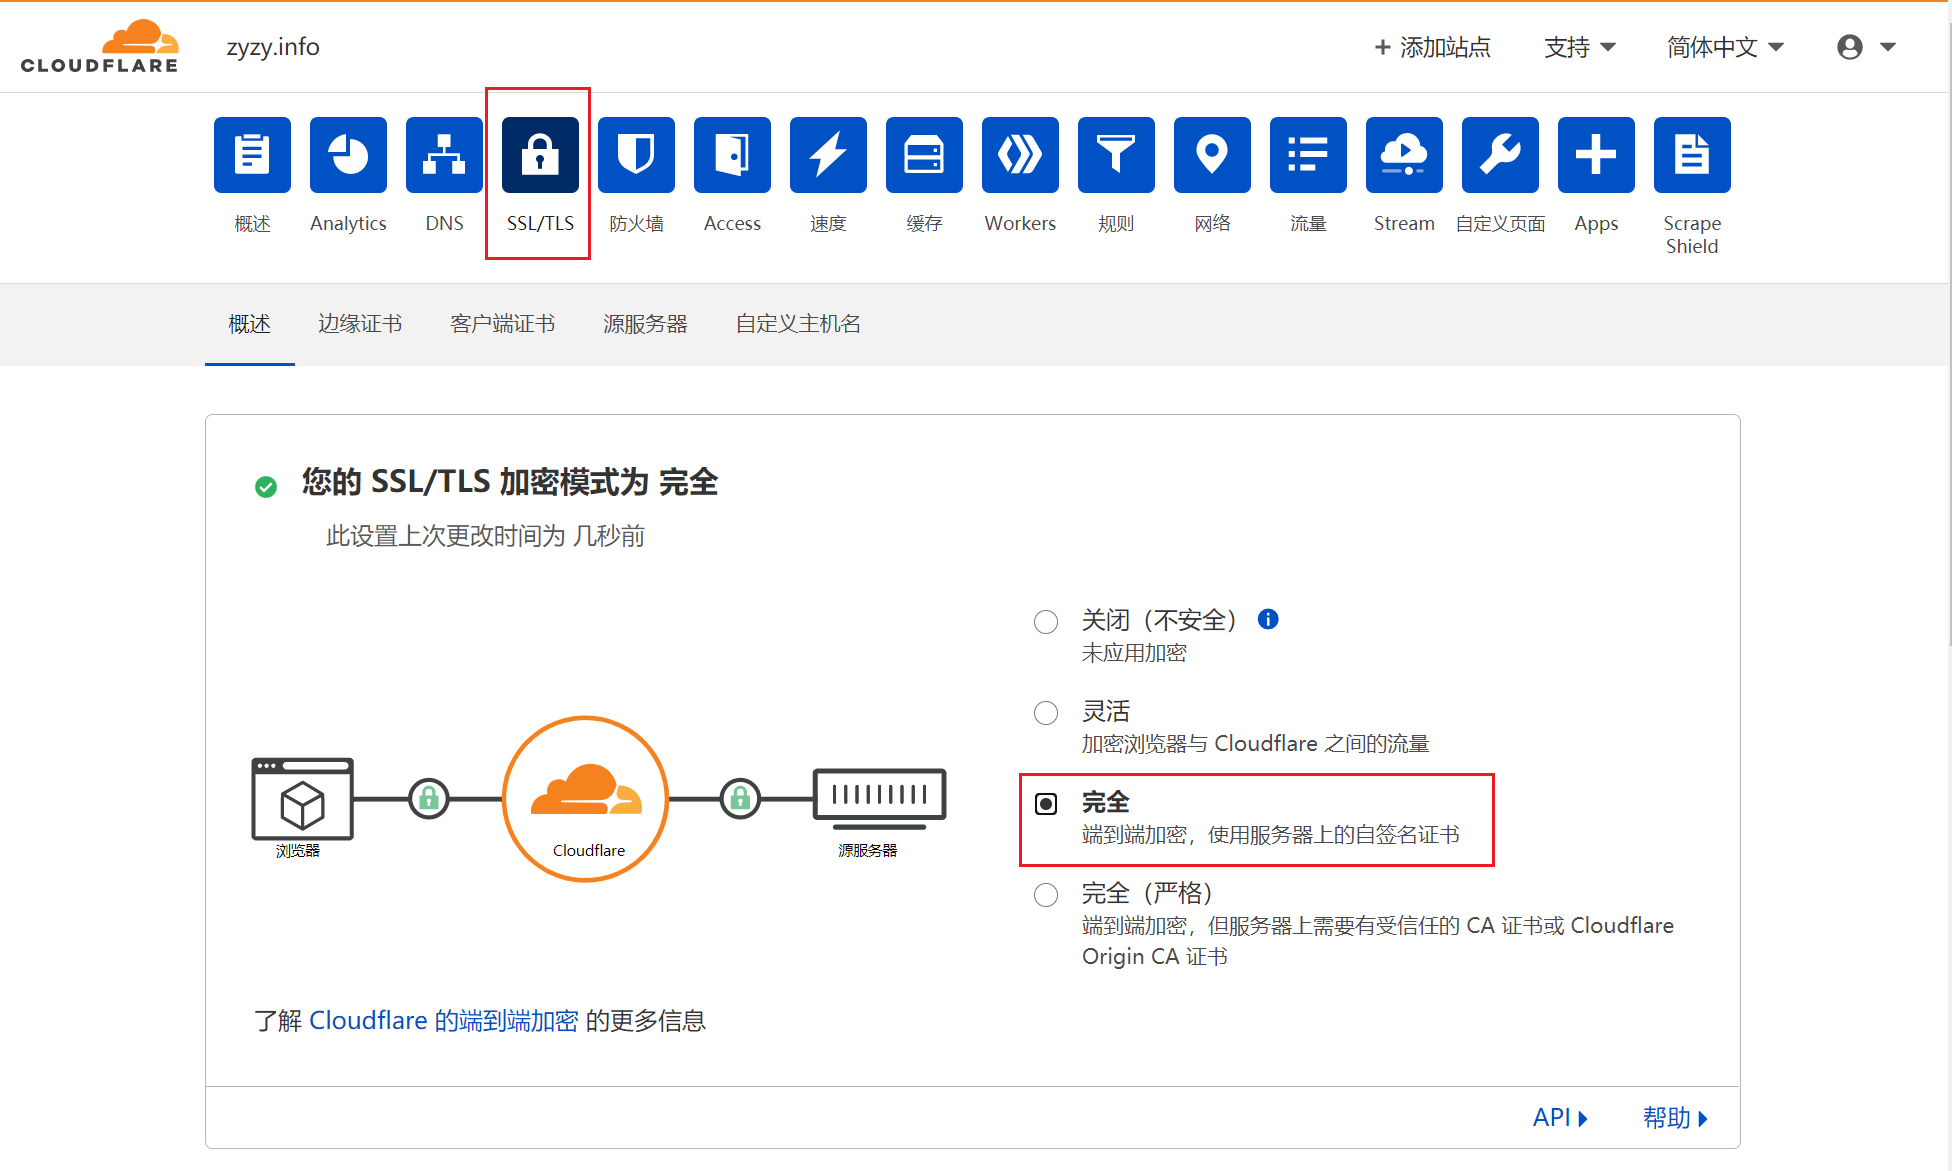 CLOUDFLARE
zyzy.info
+ 添加站点
支持
简体中文
概述
Analytics
DNS
SSL/TLS
防火墙
Access
速度
缓存
Workers
规则
网络
流量
Stream
自定义页面
Apps
Scrape
Shield
概述
边缘证书
客户端证书
源服务器
自定义主机名
您的 SSL/TLS 加密模式为 完全
此设置上次更改时间为 几秒前
浏览器
Cloudflare
源服务器
关闭（不安全）
未应用加密
灵活
加密浏览器与 Cloudflare 之间的流量
完全
端到端加密，使用服务器上的自签名证书
完全（严格）
端到端加密，但服务器上需要有受信任的 CA 证书或 Cloudflare
Origin CA 证书
了解 Cloudflare 的端到端加密 的更多信息
API
帮助